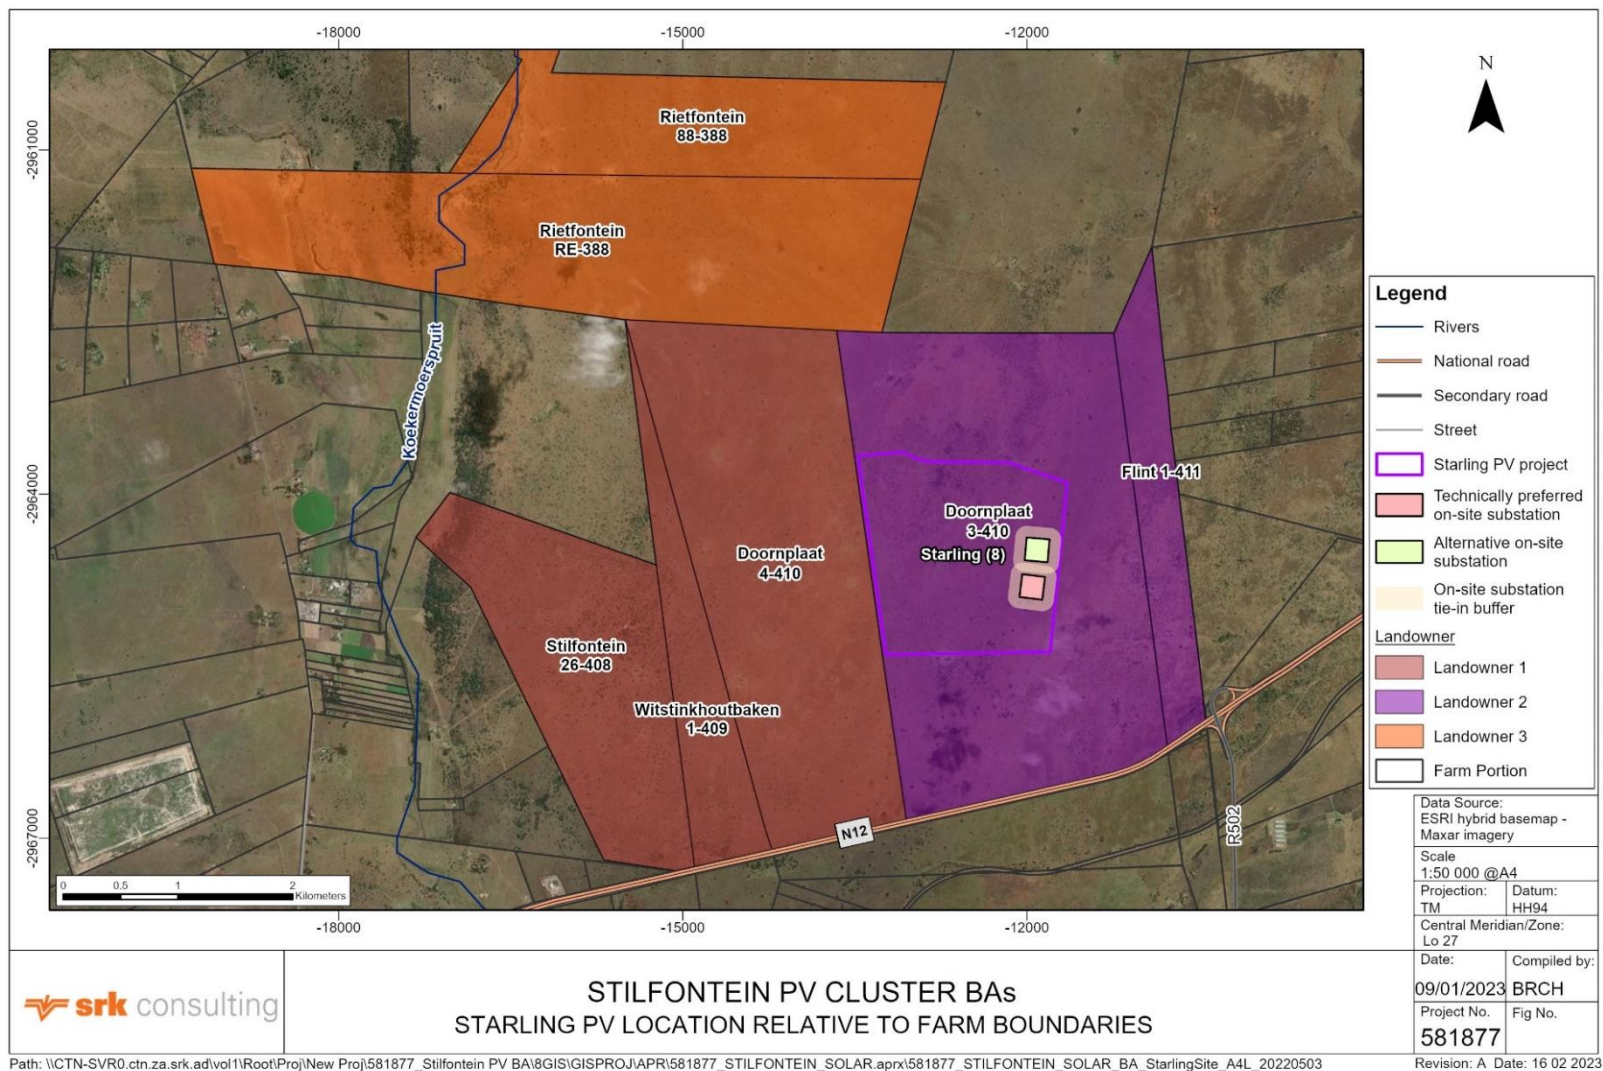 -18000
-15000
-12000
N
-2961000
-2964000
-2967000
Rietfontein
88-388
Rietfontein
RE-388
Koekermoerspruit
Flint 1-411
Doornplaat
3-410
Starling (8)
Doornplaat
4-410
Stilfontein
26-408
Witstinkhoutbaken
1-409
N12
R502
0 0.5 1 2
Kilometers
-18000
-15000
-12000
Legend
Rivers
National road
Secondary road
Street
Starling PV project
Technically preferred
on-site substation
Alternative on-site
substation
On-site substation
tie-in buffer
Landowner
Landowner 1
Landowner 2
Landowner 3
Farm Portion
Data Source:
ESRI hybrid basemap -
Maxar imagery
Scale
1:50 000 @A4
Projection:
TM
Datum:
HH94
Central Meridian/Zone:
Lo 27
Date:
09/01/2023
Compiled by:
BRCH
Project No.
581877
Fig No.
srk consulting
STILFONTEIN PV CLUSTER BAs
STARLING PV LOCATION RELATIVE TO FARM BOUNDARIES
Path: \\CTN-SVR0.ctn.za.srk.ad\vol1\Root\Proj\New Proj\581877_Stilfontein PV BA\8GIS\GISPROJ\APR\581877_STILFONTEIN_SOLAR.aprx\581877_STILFONTEIN_SOLAR_BA_StarlingSite_A4L_20220503
Revision: A Date: 16 02 2023